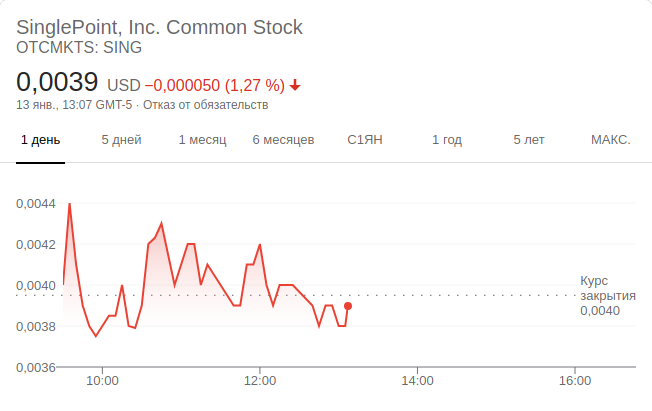 SinglePoint, Inc. Common Stock
OTCMKTS: SING
0,0039 USD −0,000050 (1,27 %)
13 янв., 13:07 GMT-5 · Отказ от обязательств
1 день 5 дней 1 месяц 6 месяцев С1ЯН 1 год 5 лет МАКС.
0,0044
0,0042
0,0040
0,0038
0,0036
Курс
закрытия
0,0040
10:00 12:00 14:00 16:00